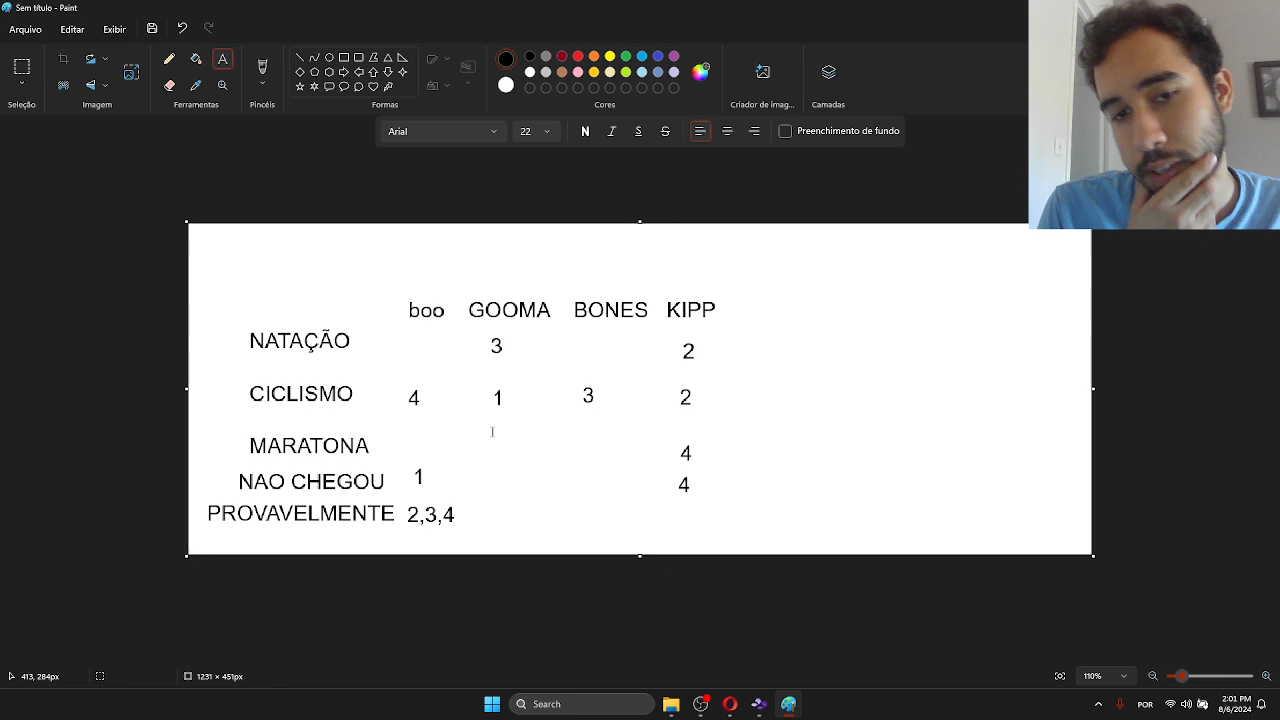 Sem título - Paint
Arquivo Editar Exibir
Seleção Imagem Ferramentas Pincéis Formas Cores Criador de imag... Camadas
Arial 22 N I S S Preenchimento de fundo
boo GOOMA BONES KIPP
NATAÇÃO 3 2
CICLISMO 4 1 3 2
MARATONA 4
NAO CHEGOU 1 4
PROVAVELMENTE 2,3,4
413, 284px 1231 × 451px 110%
Search POR 2:01 PM
8/6/2024